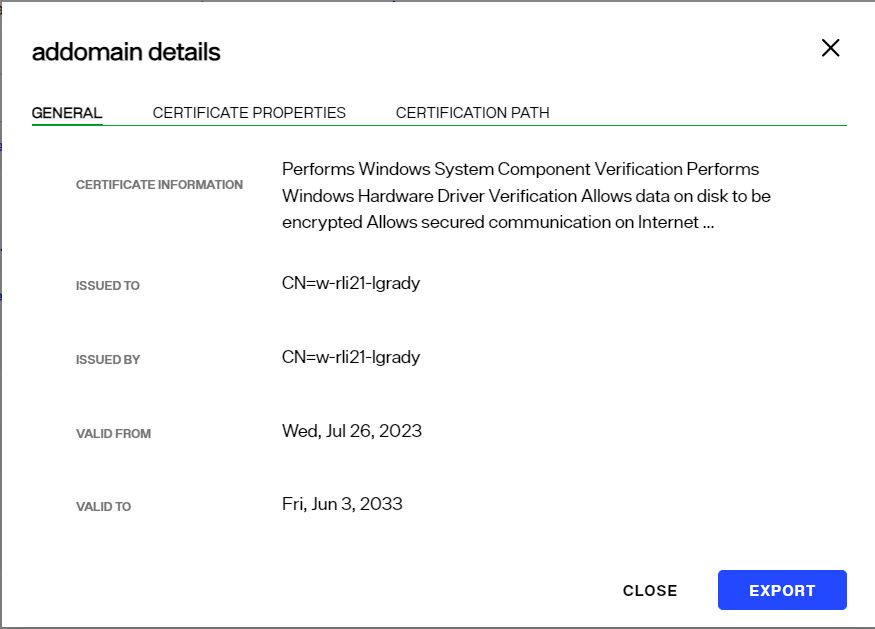 addomain details
GENERAL CERTIFICATE PROPERTIES CERTIFICATION PATH
CERTIFICATE INFORMATION
Performs Windows System Component Verification Performs
Windows Hardware Driver Verification Allows data on disk to be
encrypted Allows secured communication on Internet ...
ISSUED TO CN=w-rli21-lgrady
ISSUED BY CN=w-rli21-lgrady
VALID FROM Wed, Jul 26, 2023
VALID TO Fri, Jun 3, 2033
CLOSE EXPORT